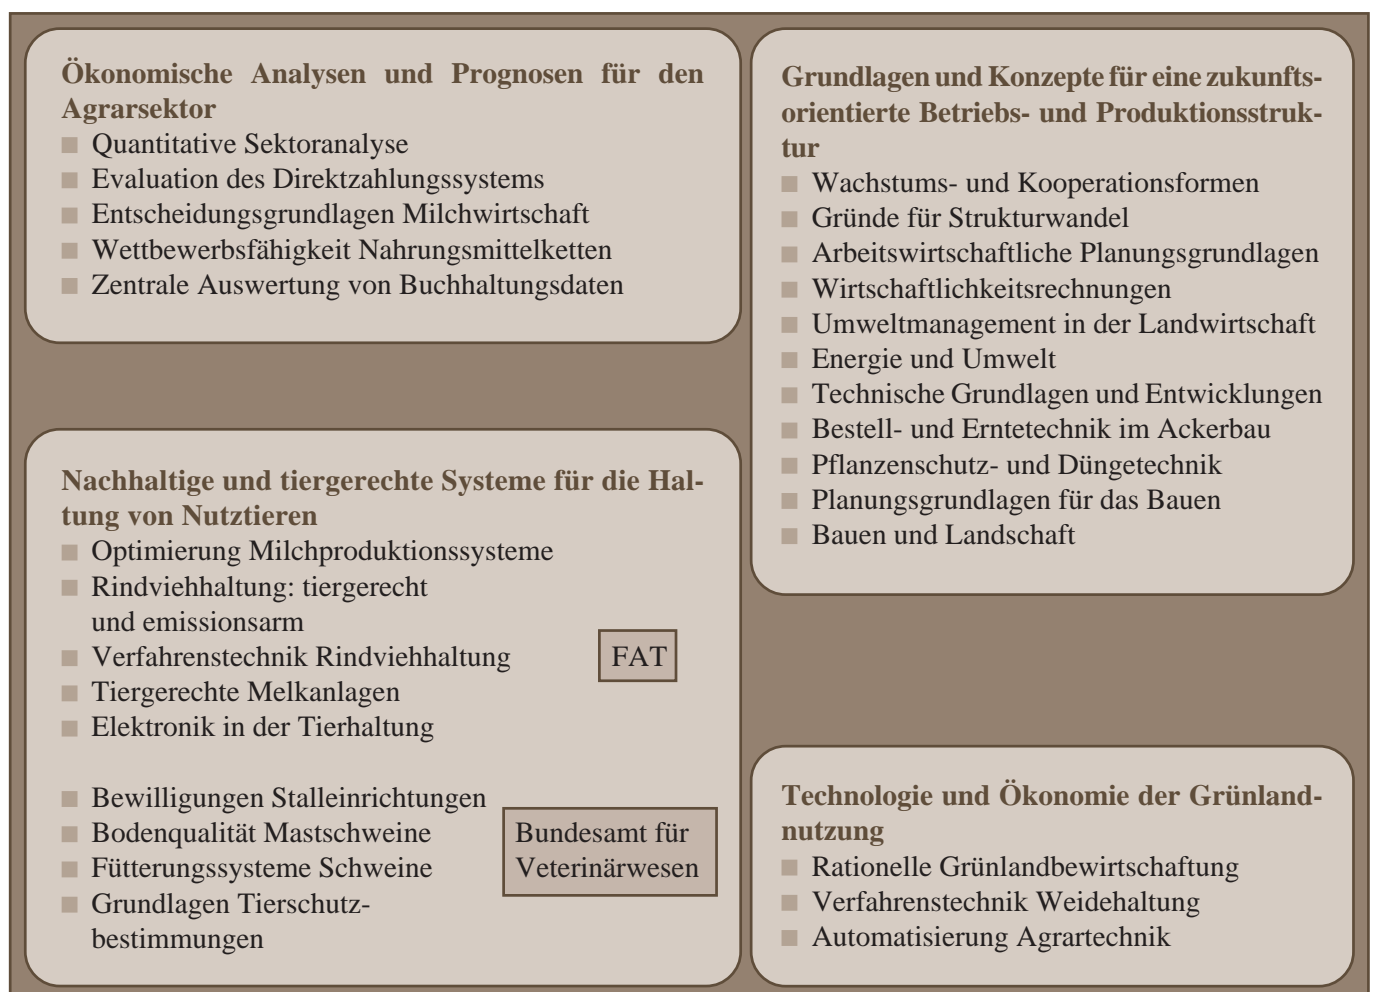 Ökonomische Analysen und Prognosen für den
Agrarsektor
Quantitative Sektoranalyse
Evaluation des Direktzahlungssystems
Entscheidungsgrundlagen Milchwirtschaft
Wettbewerbsfähigkeit Nahrungsmittelketten
Zentrale Auswertung von Buchhaltungsdaten
Nachhaltige und tiergerechte Systeme für die Hal-
tung von Nutztieren
Optimierung Milchproduktionssysteme
Rindviehhaltung: tiergerecht
und emissionsarm
Verfahrenstechnik Rindviehhaltung
Tiergerechte Melkanlagen
Elektronik in der Tierhaltung
FAT
Bewilligungen Stalleinrichtungen
Bodenqualität Mastschweine
Fütterungssysteme Schweine
Grundlagen Tierschutz-
bestimmungen
Bundesamt für
Veterinärwesen
Grundlagen und Konzepte für eine zukunfts-
orientierte Betriebs- und Produktionsstruk-
tur
Wachstums- und Kooperationsformen
Gründe für Strukturwandel
Arbeitswirtschaftliche Planungsgrundlagen
Wirtschaftlichkeitsrechnungen
Umweltmanagement in der Landwirtschaft
Energie und Umwelt
Technische Grundlagen und Entwicklungen
Bestell- und Erntetechnik im Ackerbau
Pflanzenschutz- und Düngetechnik
Planungsgrundlagen für das Bauen
Bauen und Landschaft
Technologie und Ökonomie der Grünland-
nutzung
Rationelle Grünlandbewirtschaftung
Verfahrenstechnik Weidehaltung
Automatisierung Agrartechnik